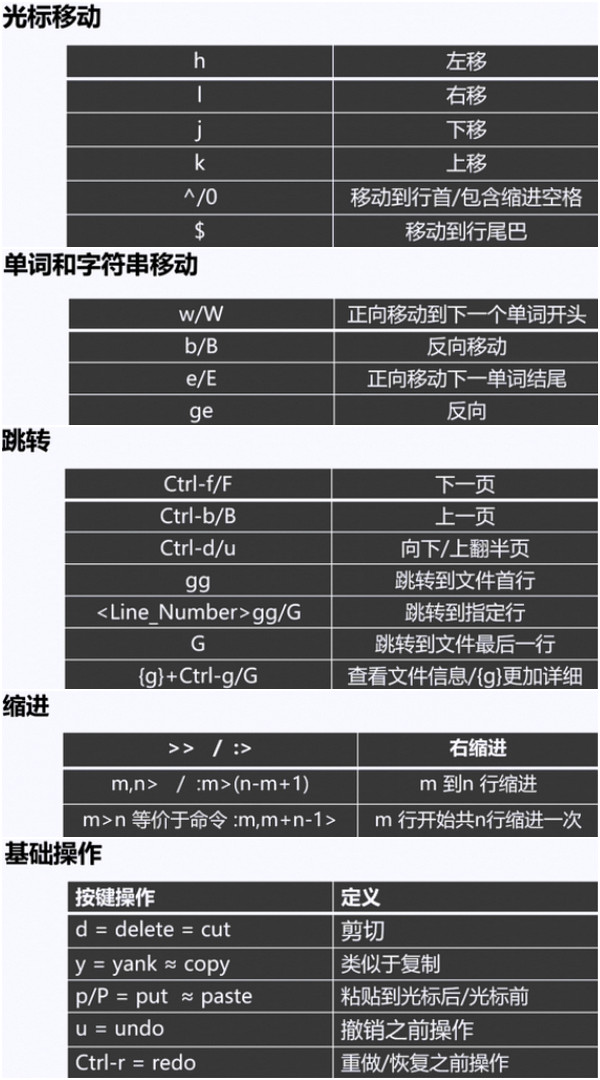 光标移动
h 左移
l 右移
j 下移
k 上移
^/0 移动到行首/包含缩进空格
$ 移动到行尾巴
单词和字符串移动
w/W 正向移动到下一个单词开头
b/B 反向移动
e/E 正向移动下一单词结尾
ge 反向
跳转
Ctrl-f/F 下一页
Ctrl-b/B 上一页
Ctrl-d/u 向下/上翻半页
gg 跳转到文件首行
<Line_Number>gg/G 跳转到指定行
G 跳转到文件最后一行
{g}+Ctrl-g/G 查看文件信息/{g}更加详细
缩进
>> / :> 右缩进
m,n> / :m>(n-m+1) m 到n 行缩进
m>n 等价于命令 :m,m+n-1> m 行开始共n行缩进一次
基础操作
按键操作 定义
d = delete = cut 剪切
y = yank ≈ copy 类似于复制
p/P = put ≈ paste 粘贴到光标后/光标前
u = undo 撤销之前操作
Ctrl-r = redo 重做/恢复之前操作